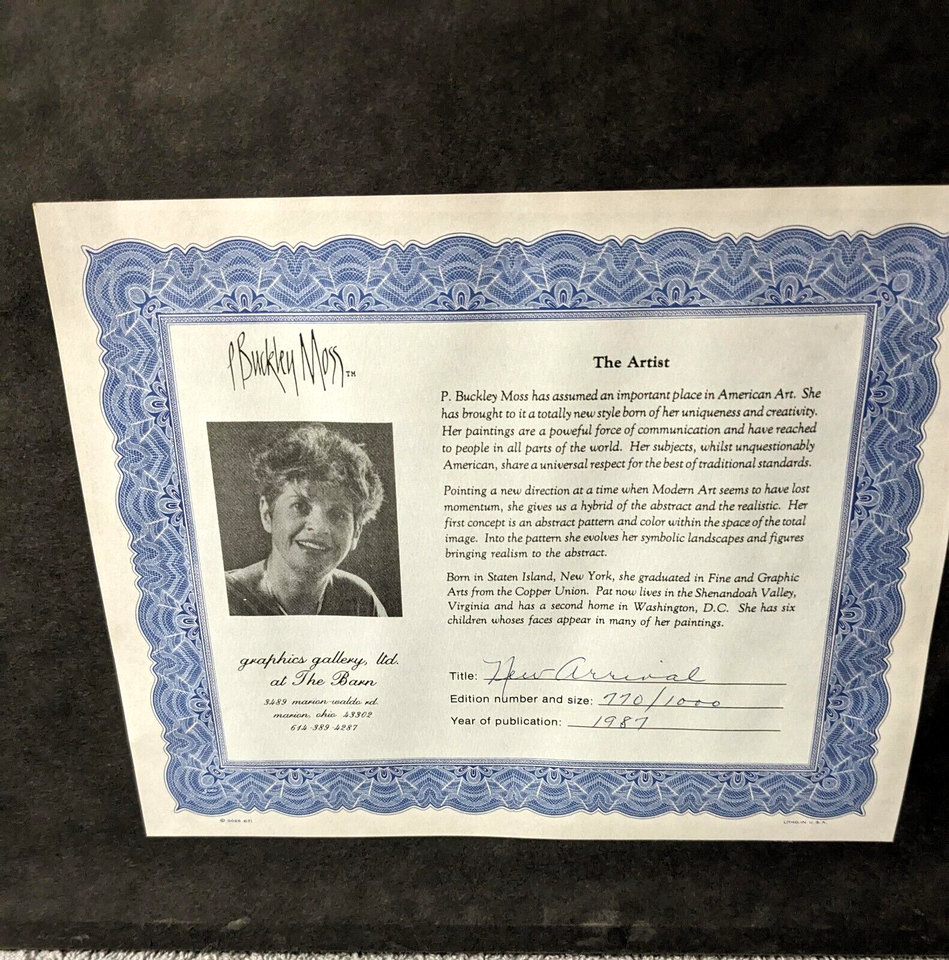 P Buckley Moss TM
The Artist
P. Buckley Moss has assumed an important place in American Art. She
has brought to it a totally new style born of her uniqueness and creativity.
Her paintings are a poweful force of communication and have reached
to people in all parts of the world. Her subjects, whilst unquestionably
American, share a universal respect for the best of traditional standards.
Pointing a new direction at a time when Modern Art seems to have lost
momentum, she gives us a hybrid of the abstract and the realistic. Her
first concept is an abstract pattern and color within the space of the total
image. Into the pattern she evolves her symbolic landscapes and figures
bringing realism to the abstract.
Born in Staten Island, New York, she graduated in Fine and Graphic
Arts from the Copper Union. Pat now lives in the Shenandoah Valley,
Virginia and has a second home in Washington, D.C. She has six
children whose faces appear in many of her paintings.
graphics gallery, ltd.
at The Barn
3489 marion-waldo rd.
marion, ohio 43302
614-389-4287
Title: New Arrival
Edition number and size: 770/1000
Year of publication: 1987
LITHO IN U.S.A.